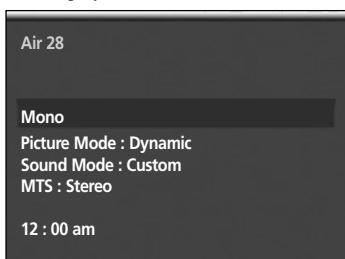 Air 28
Mono
Picture Mode : Dynamic
Sound Mode : Custom
MTS : Stereo
12 : 00 am